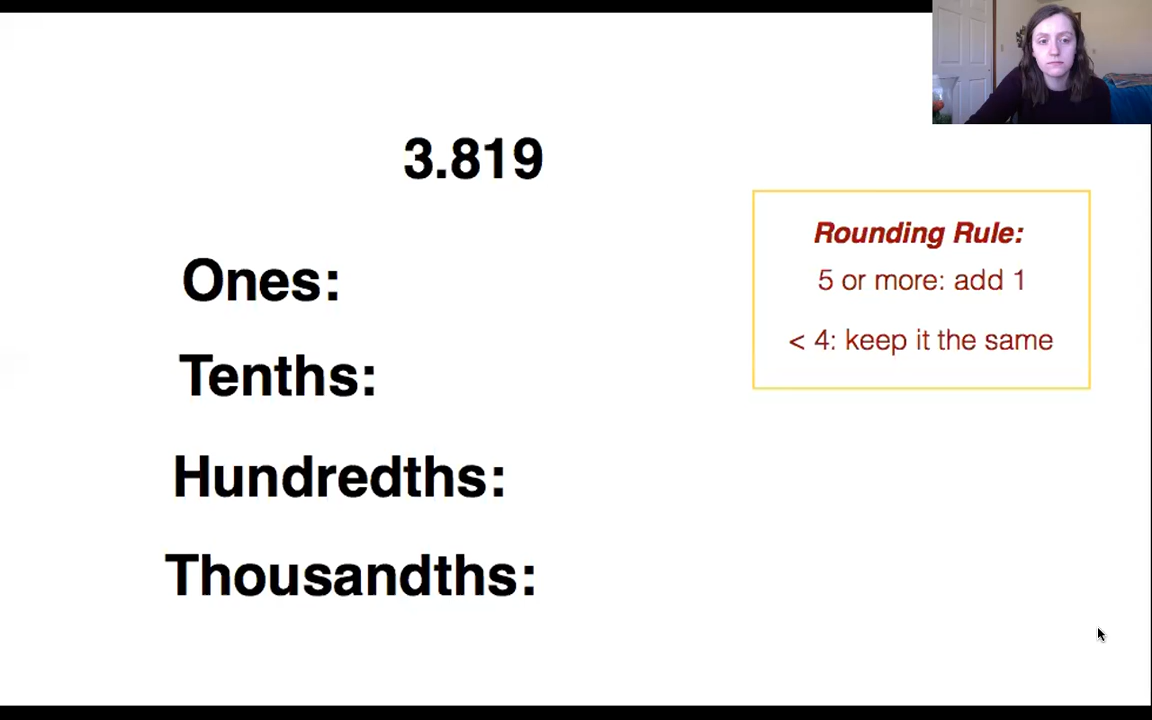 3.819
Ones:
Tenths:
Hundredths:
Thousandths:
Rounding Rule:
5 or more: add 1
< 4: keep it the same